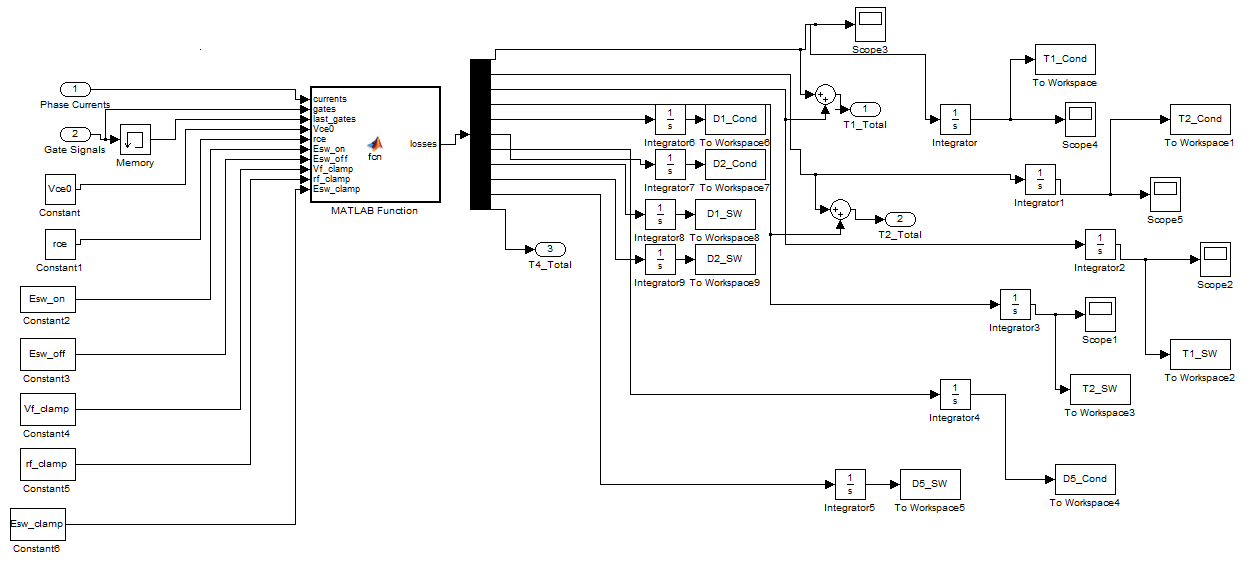 Scope3
T1_Cond
To Workspace
1
Phase Currents
currents
gates
last_gates
Vce0
rce
Esw_on
Esw_off
Vf_clamp
rf_clamp
Esw_clamp
fcn
losses
MATLAB Function
2
Gate Signals
Memory
Vce0
Constant
rce
Constant1
Esw_on
Constant2
Esw_off
Constant3
Vf_clamp
Constant4
rf_clamp
Constant5
Esw_clamp
Constant6
+
+
1
T1_Total
1
s
Integrator
Scope4
T2_Cond
To Workspace1
1
s
Integrator6
D1_Cond
To Workspace6
1
s
Integrator7
D2_Cond
To Workspace7
1
s
Integrator1
Scope5
1
s
Integrator8
D1_SW
To Workspace8
+
+
2
T2_Total
3
T4_Total
1
s
Integrator9
D2_SW
To Workspace9
1
s
Integrator2
Scope2
1
s
Integrator3
Scope1
T1_SW
To Workspace2
T2_SW
To Workspace3
1
s
Integrator4
D5_Cond
To Workspace4
1
s
Integrator5
D5_SW
To Workspace5